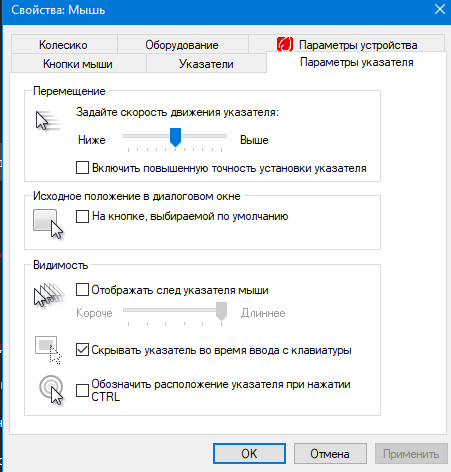 Свойства: Мышь
Колесико Оборудование Параметры устройства
Кнопки мыши Указатели Параметры указателя
Перемещение
Задайте скорость движения указателя:
Ниже Выше
Включить повышенную точность установки указателя
Исходное положение в диалоговом окне
На кнопке, выбираемой по умолчанию
Видимость
Отображать след указателя мыши
Короче Длиннее
Скрывать указатель во время ввода с клавиатуры
Обозначить расположение указателя при нажатии
CTRL
OK Отмена Применить